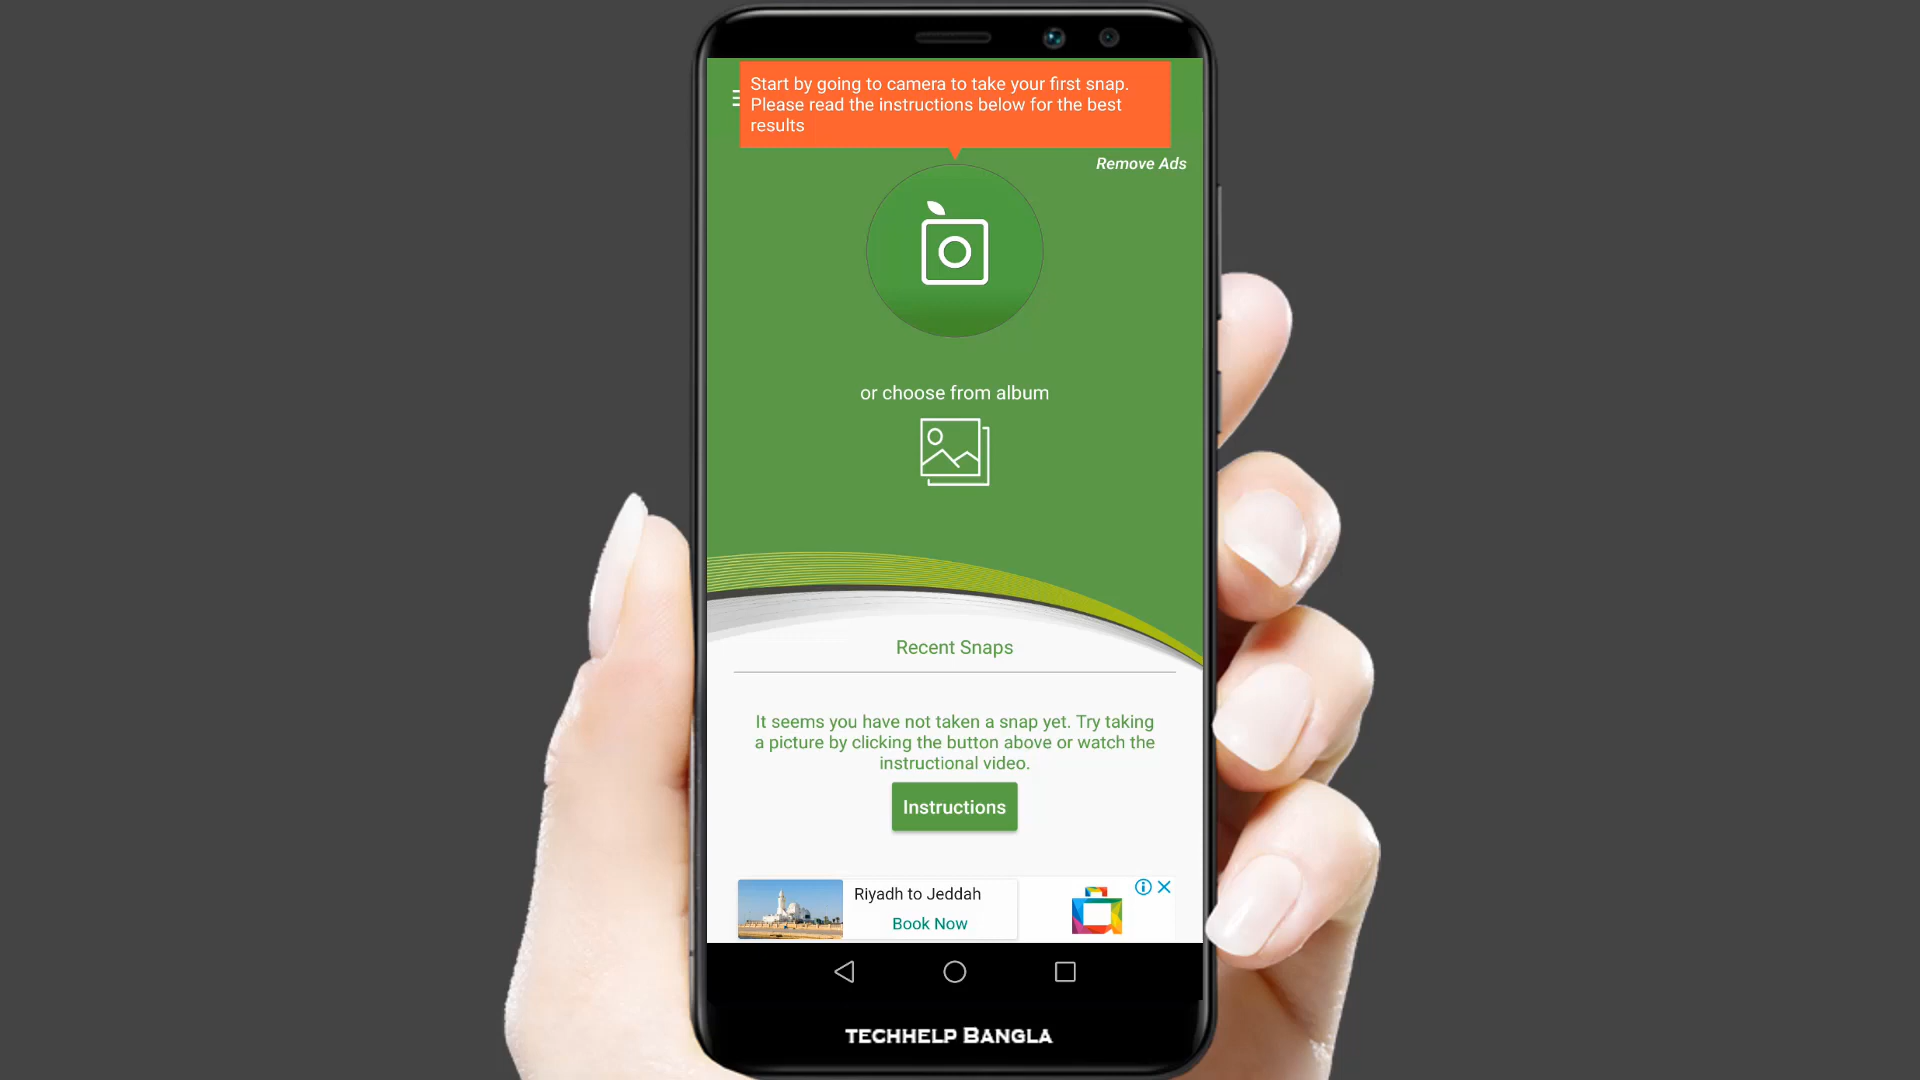 Start by going to camera to take your first snap.
Please read the instructions below for the best
results
Remove Ads
or choose from album
Recent Snaps
It seems you have not taken a snap yet. Try taking
a picture by clicking the button above or watch the
instructional video.
Instructions
Riyadh to Jeddah
Book Now
TECHHELP BANGLA